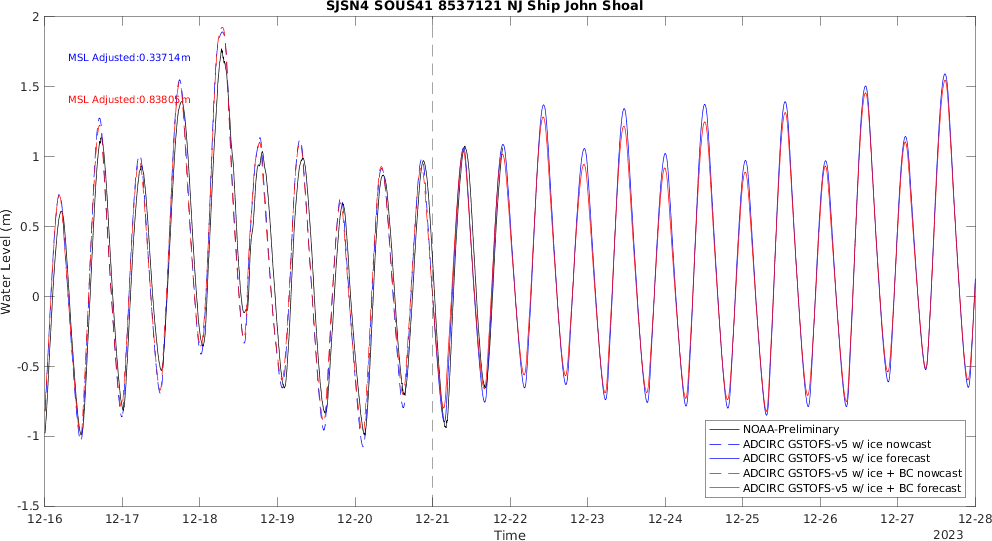 SJSN4 SOUS41 8537121 NJ Ship John Shoal
MSL Adjusted:0.33714m
MSL Adjusted:0.83805m
Water Level (m)
2
1.5
1
0.5
0
-0.5
-1
-1.5
NOAA-Preliminary
ADCIRC GSTOFS-v5 w/ ice nowcast
ADCIRC GSTOFS-v5 w/ ice forecast
ADCIRC GSTOFS-v5 w/ ice + BC nowcast
ADCIRC GSTOFS-v5 w/ ice + BC forecast
12-16 12-17 12-18 12-19 12-20 12-21 12-22 12-23 12-24 12-25 12-26 12-27 12-28
Time
2023